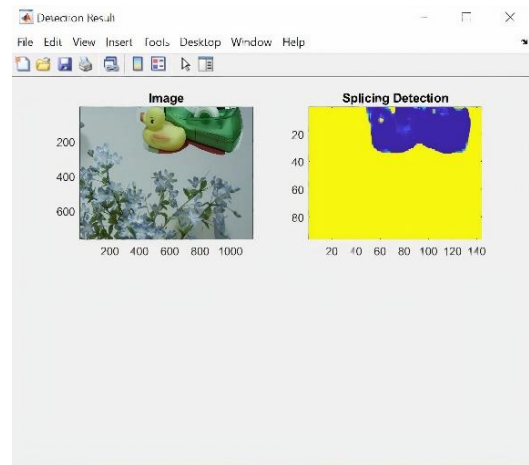 Detection Result
File Edit View Insert Tools Desktop Window Help
Image
200
400
600
200 400 600 800 1000
Splicing Detection
20
40
60
80
20 40 60 80 100 120 140